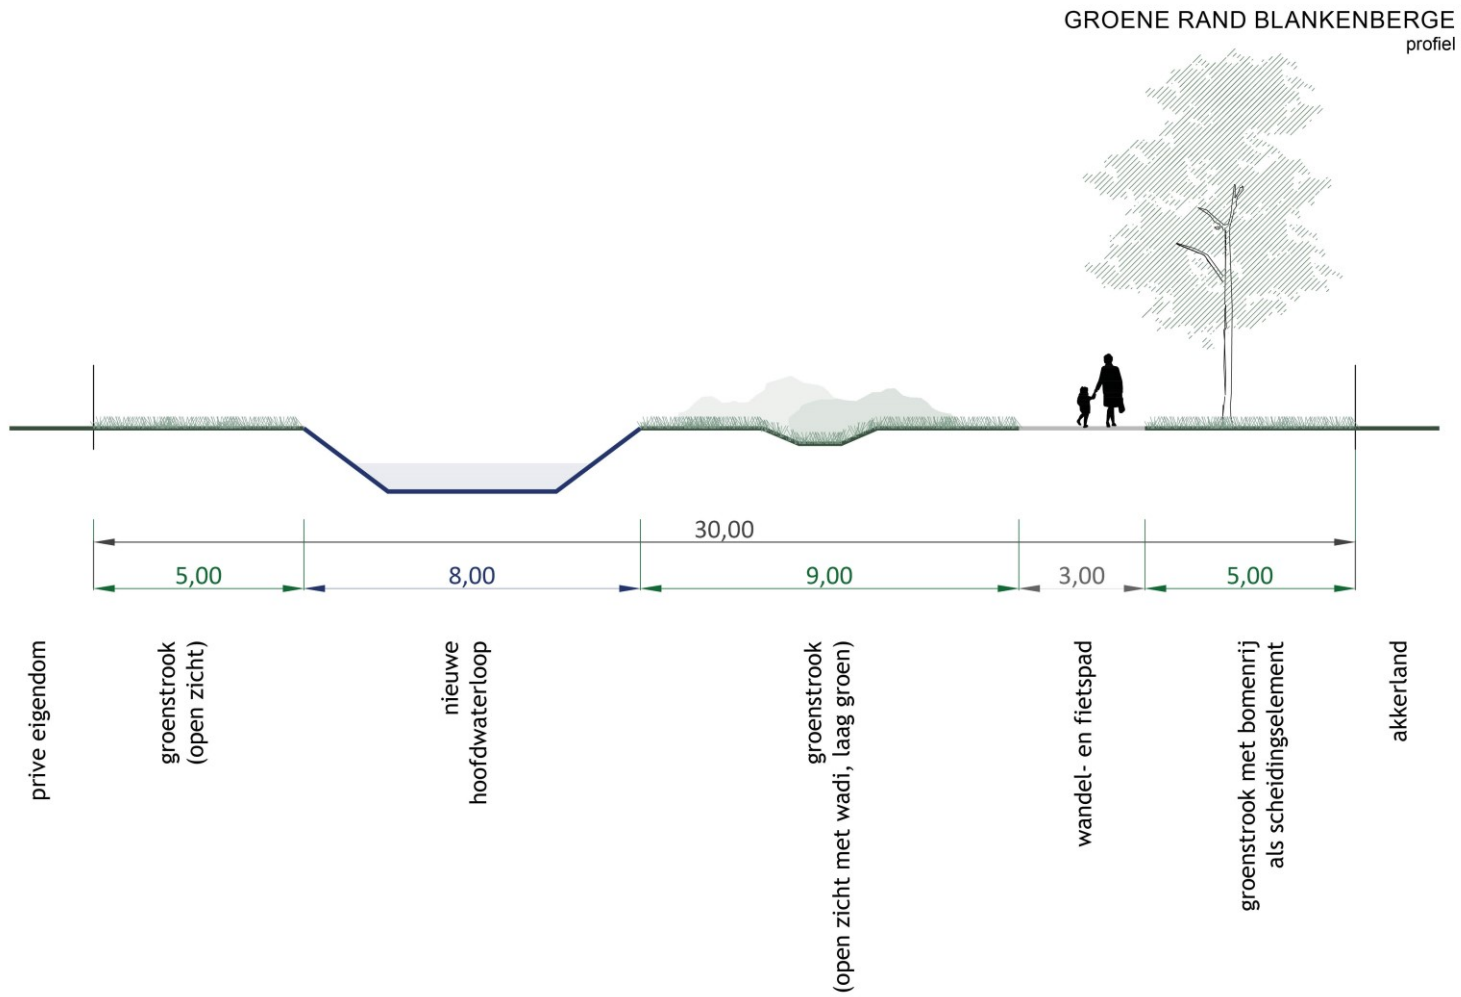 GROENE RAND BLANKENBERGE
profiel
30,00
5,00
8,00
9,00
3,00
5,00
prive eigendom
groenstrook
(open zicht)
nieuwe
hoofdwaterloop
groenstrook
(open zicht met wadi, laag groen)
wandel- en fietspad
groenstrook met bomenrij
als scheidingselement
akkerland